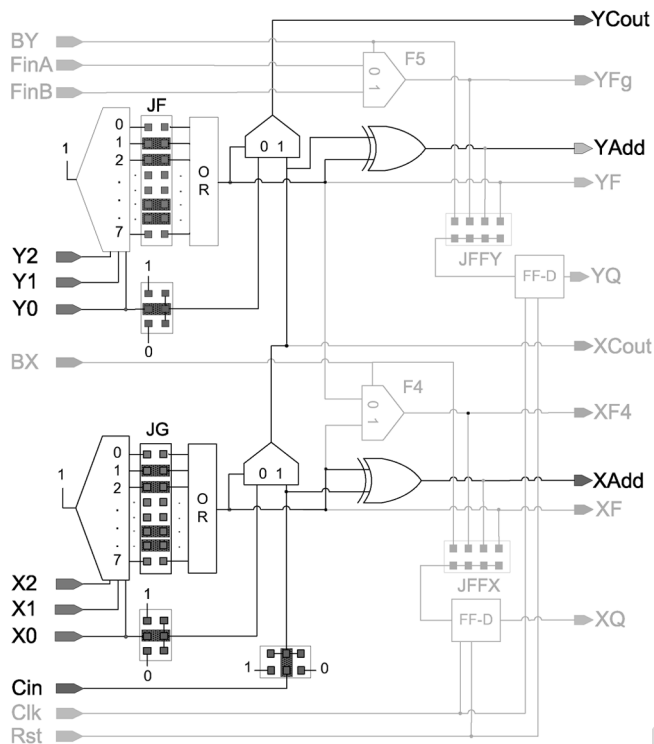 YCout
BY
FinA
F5
0
1
YFg
FinB
JF
0
1
1
2
.
.
.
7
O
R
0 1
YAdd
YF
Y2
Y1
Y0
1
0
JFFY
FF-D
YQ
XCout
BX
F4
0
1
XF4
JG
0
1
1
2
.
.
.
7
O
R
0 1
XAdd
XF
X2
X1
X0
1
0
JFFX
FF-D
XQ
1
0
Cin
Clk
Rst